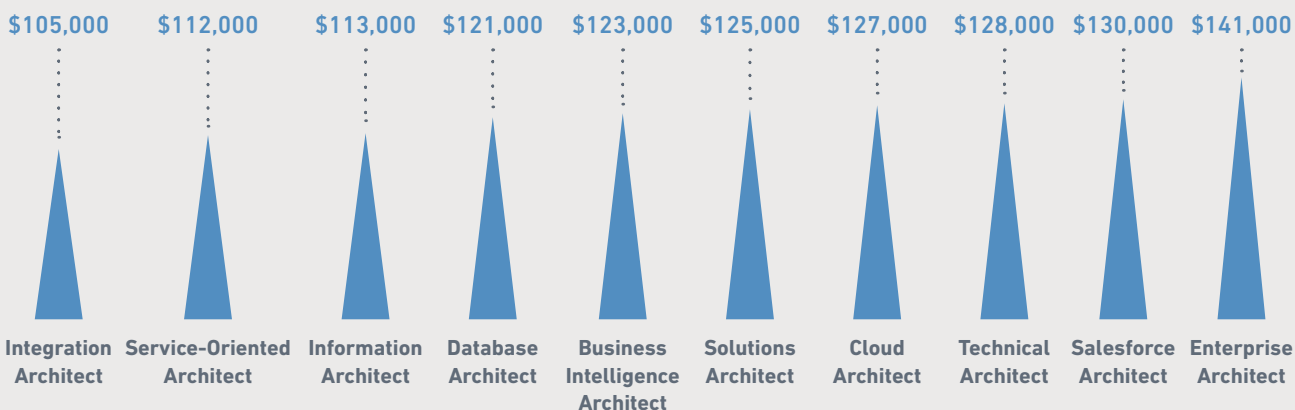 $105,000 $112,000 $113,000 $121,000 $123,000 $125,000 $127,000 $128,000 $130,000 $141,000
Integration Service-Oriented Information Database Business Solutions Cloud Technical Salesforce Enterprise
Architect Architect Architect Architect Intelligence Architect Architect Architect Architect Architect
Architect